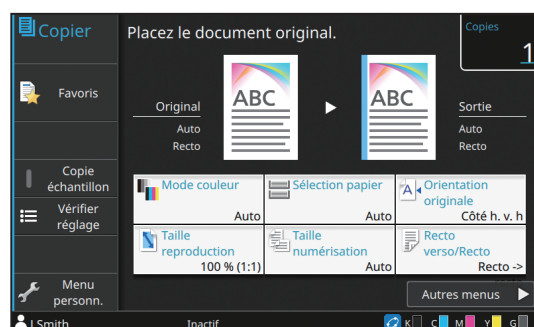 Copier
Placez le document original.
Copies
1
Favoris
Original
Auto
Recto
ABC
ABC
Sortie
Auto
Recto
Copie
échantillon
Vérifier
réglage
Menu
personn.
Mode couleur
Auto
Sélection papier
Auto
Orientation
originale
Côté h. v. h
Taille
reproduction
100 % (1:1)
Taille
numérisation
Auto
Recto
verso/Recto
Recto ->
Autres menus
J Smith
Inactif
K C M Y G